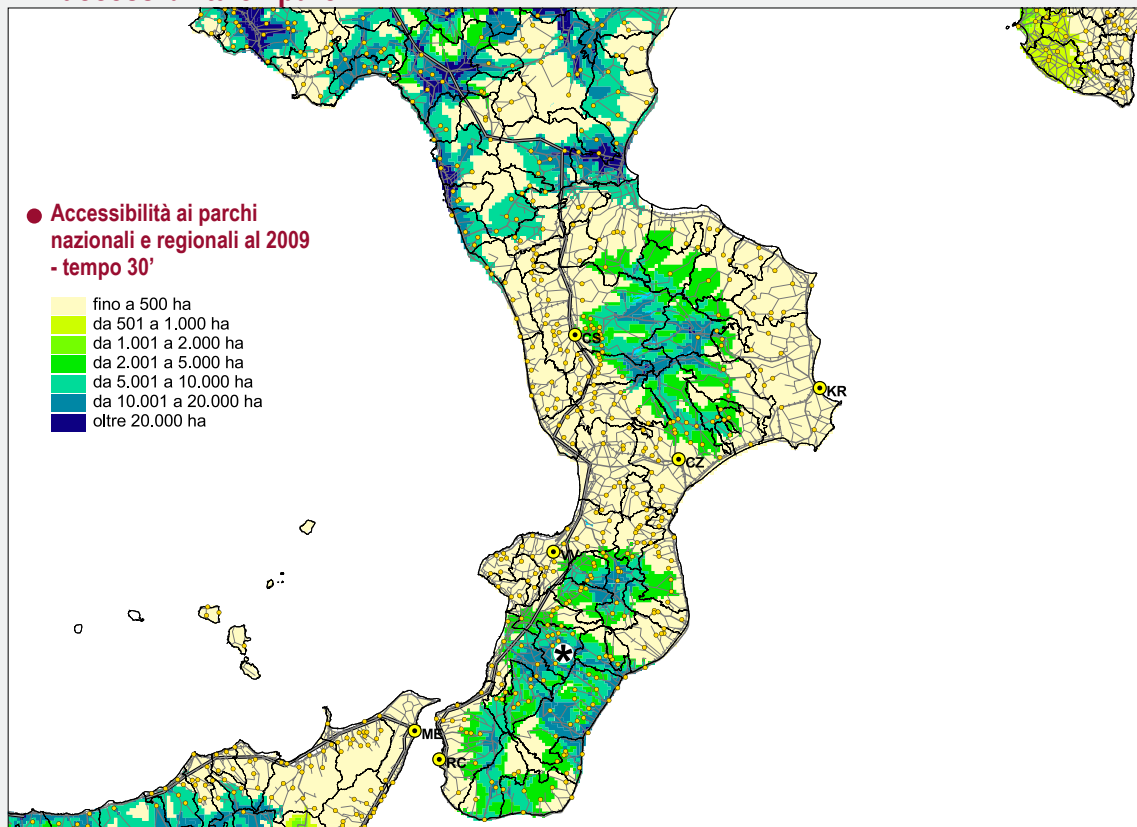 Accessibilità ai parchi
nazionali e regionali al 2009
- tempo 30'
fino a 500 ha
da 501 a 1.000 ha
da 1.001 a 2.000 ha
da 2.001 a 5.000 ha
da 5.001 a 10.000 ha
da 10.001 a 20.000 ha
oltre 20.000 ha
CS
KR
CZ
VV
*
ME
RC